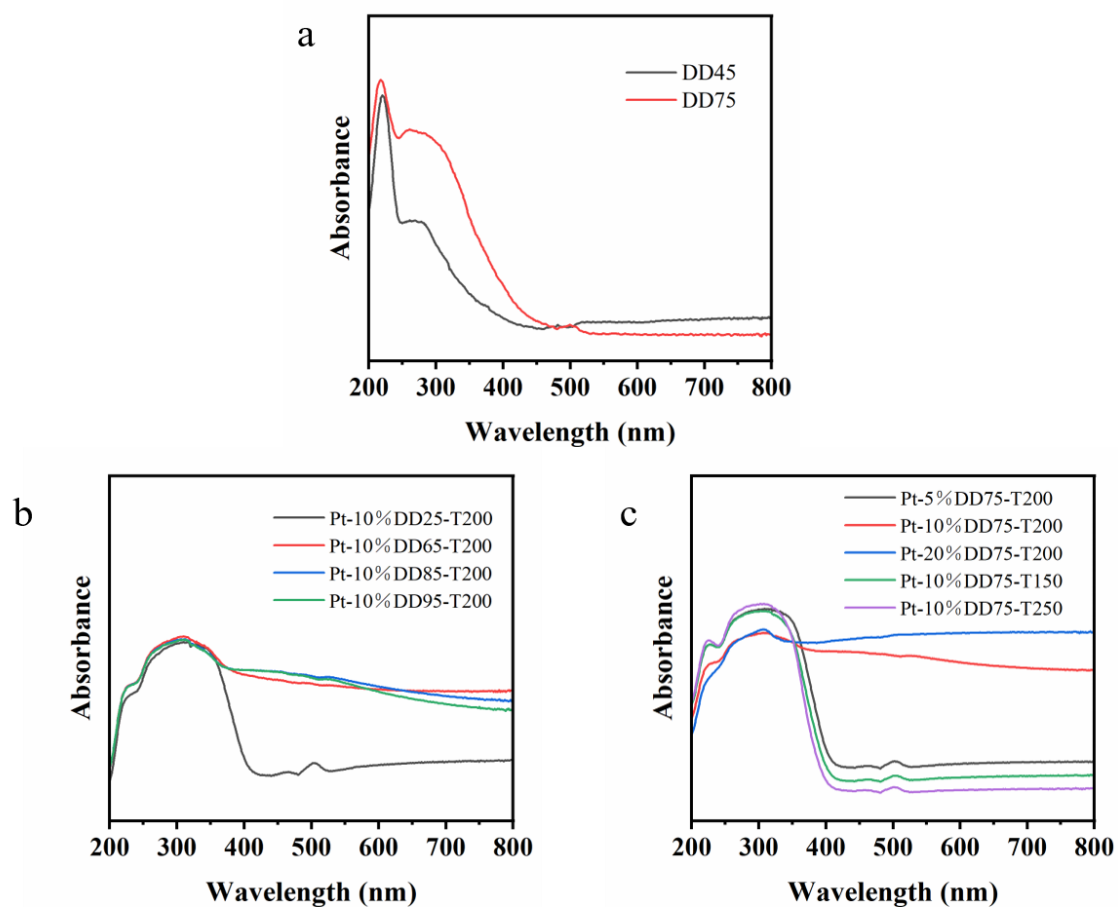 a
DD45
DD75
Absorbance
200 300 400 500 600 700 800
Wavelength (nm)
b
Pt-10%DD25-T200
Pt-10%DD65-T200
Pt-10%DD85-T200
Pt-10%DD95-T200
Absorbance
200 300 400 500 600 700 800
Wavelength (nm)
c
Pt-5%DD75-T200
Pt-10%DD75-T200
Pt-20%DD75-T200
Pt-10%DD75-T150
Pt-10%DD75-T250
Absorbance
200 300 400 500 600 700 800
Wavelength (nm)